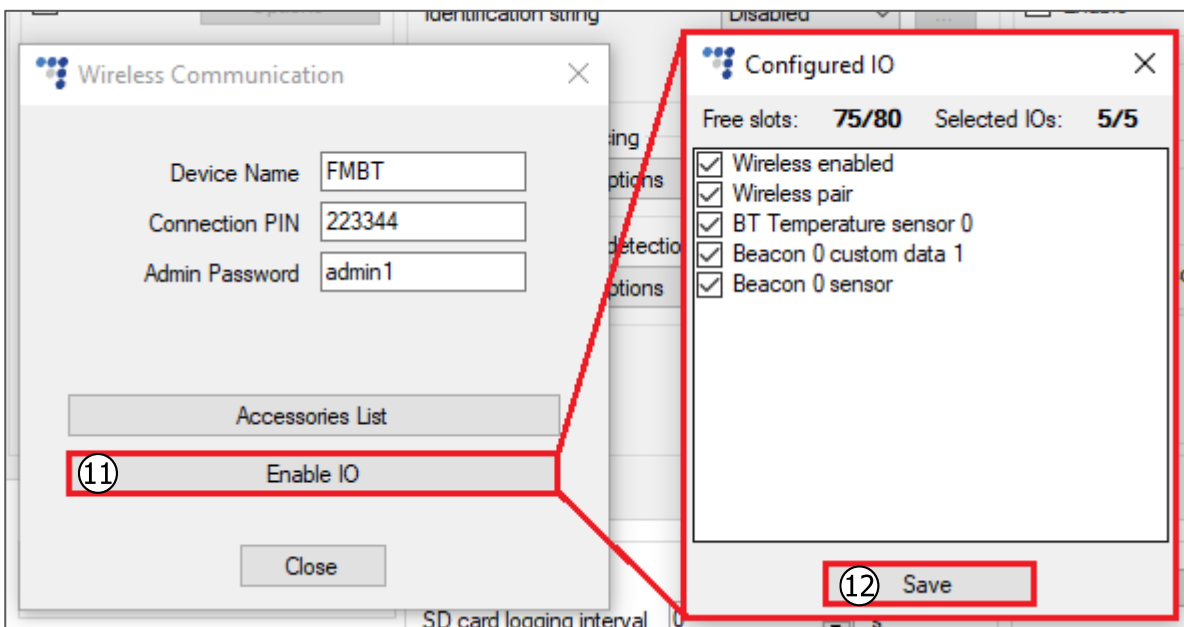 Identification string
Disabled
...
Wireless Communication
Device Name
FMBT
Connection PIN
223344
Admin Password
admin1
Accessories List
11
Enable IO
Close
Configured IO
Free slots: 75/80 Selected IOs: 5/5
Wireless enabled
Wireless pair
BT Temperature sensor 0
Beacon 0 custom data 1
Beacon 0 sensor
12
Save
SD card logging interval
0
s